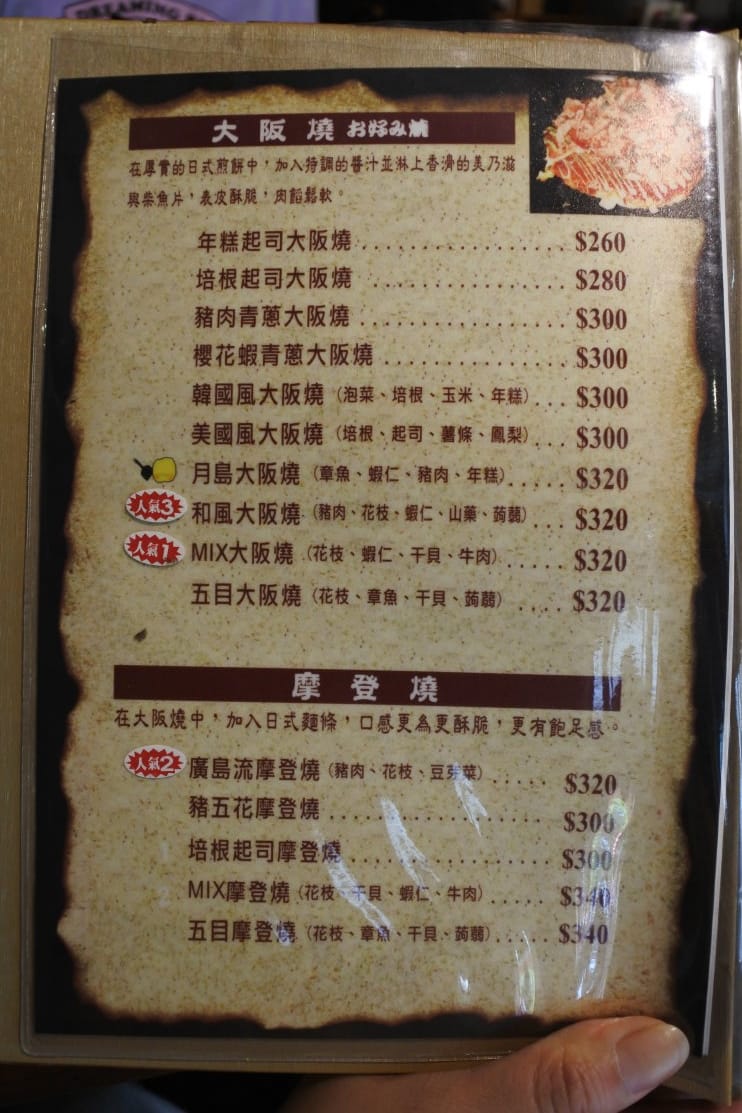 DREAMING
大阪燒 お好み燒
在厚實的日式煎餅中，加入特調的醬汁並淋上香濟的美乃滋
與柴魚片，表皮酥脆，肉餡鬆軟。
年糕起司大阪燒..................$260
培根起司大阪燒.................$280
豬肉青蔥大阪燒..................$300
櫻花蝦青蔥大阪燒................$300
韓國風大阪燒（泡菜、培根、玉米、年糕）...$300
美國風大阪燒（培根、起司、薯條、鳳梨）...$300
月島大阪燒（章魚、蝦仁、豬肉、年糕）.....$320
人氣3 和風大阪燒（豬肉、花枝、蝦仁、山藥、蒟蒻）...$320
人氣1 MIX大阪燒（花枝、蝦仁、干貝、牛肉）......$320
五目大阪燒（花枝、章魚、干貝、蒟蒻）....$320
摩登燒
在大阪燒中，加入日式麵條，口感更為更酥脆，更有飽足感。
人氣2 廣島流摩登燒（豬肉、花枝、豆芽菜）.....$320
豬五花摩登燒....................$300
培根起司摩登燒..................$300
MIX摩登燒（花枝、干貝、蝦仁、牛肉）......$340
五目摩登燒（花枝、章魚、干貝、蒟蒻）.....$340